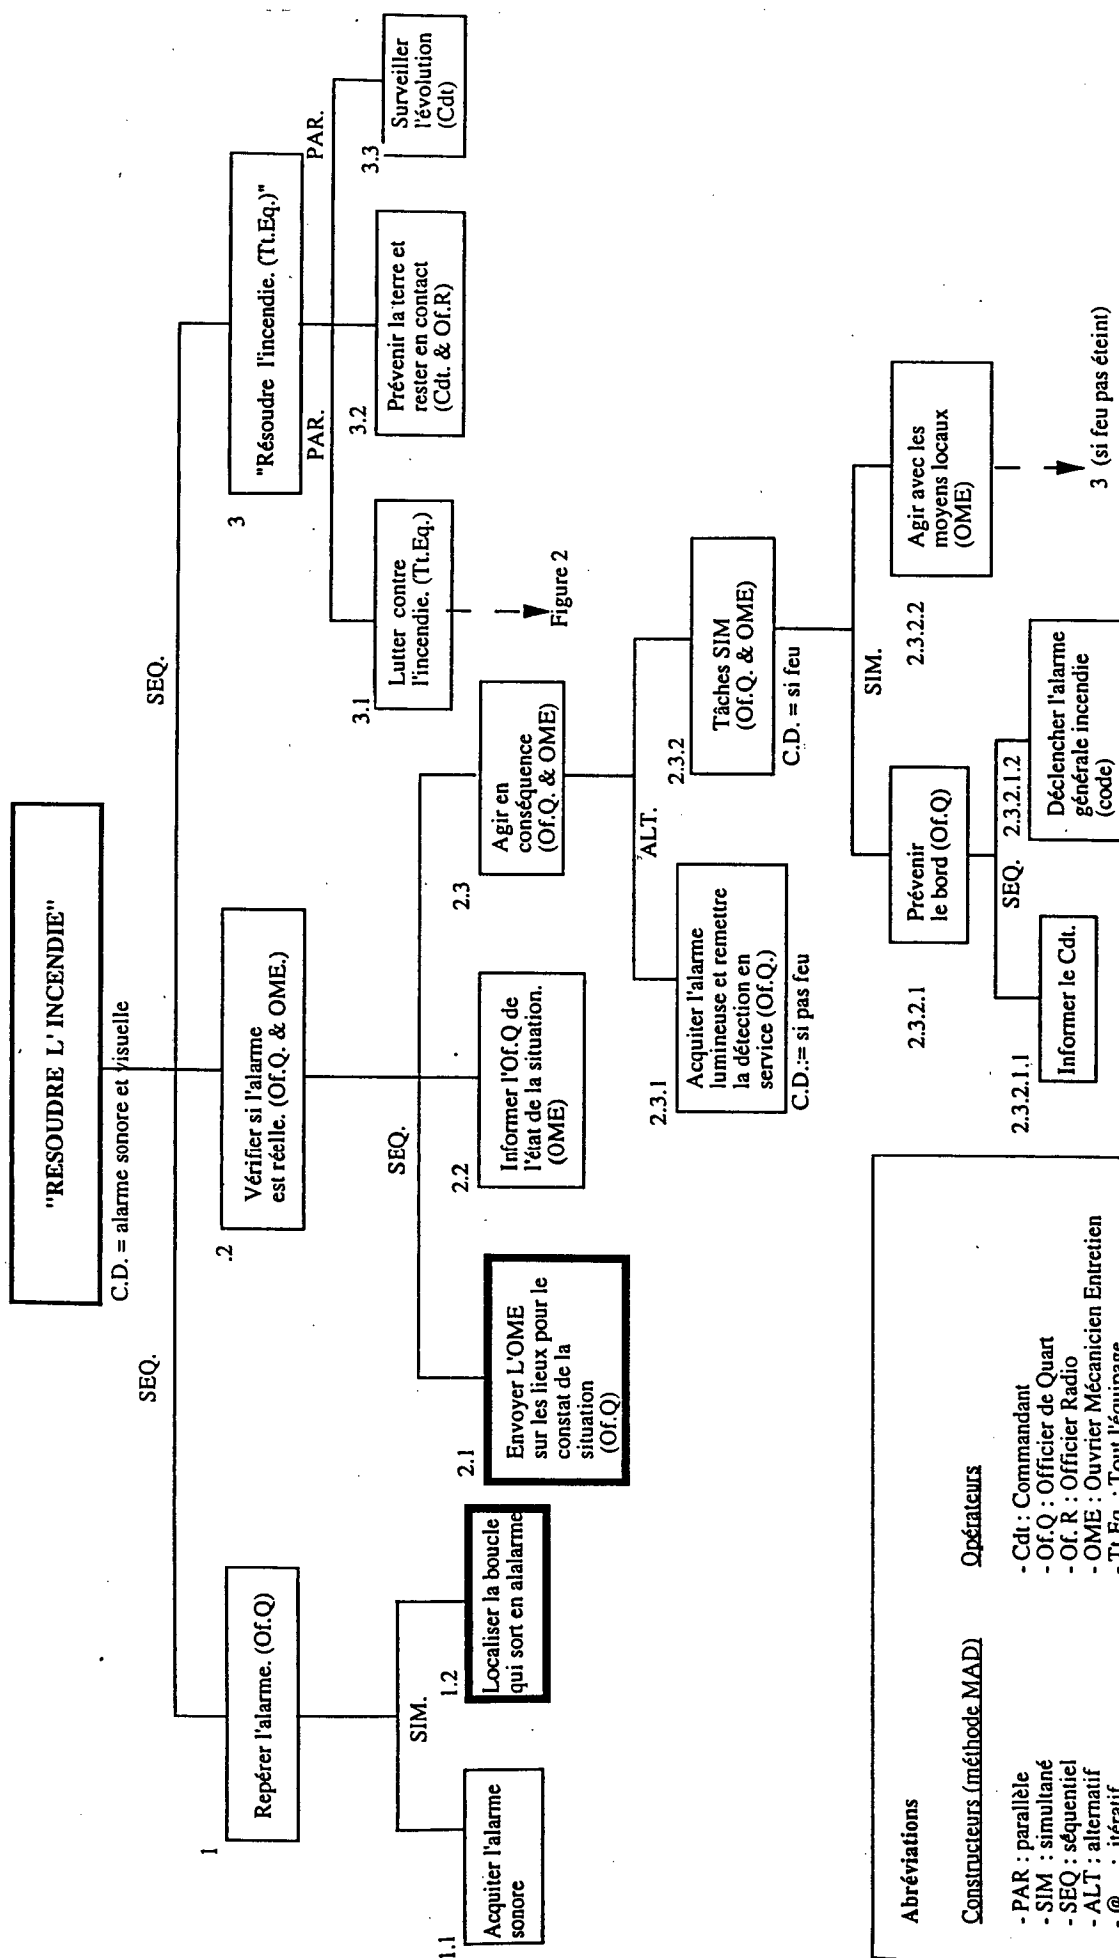 "RESOUDRE L' INCENDIE"
C.D. = alarme sonore et visuelle
SEQ.
SEQ.
1
Repérer l'alarme. (Of.Q)
.2
Vérifier si l'alarme
est réelle. (Of.Q. & OME.)
3
"Résoudre l'incendie. (Tt.Eq.)"
SIM.
1.1
Acquiter l'alarme
sonore
1.2
Localiser la boucle
qui sort en alalarme
SEQ.
2.1
Envoyer L'OME
sur les lieux pour le
constat de la
situation
(Of.Q)
2.2
Informer l'Of.Q de
l'état de la situation.
(OME)
2.3
Agir en
conséquence
(Of.Q. & OME)
PAR.
PAR.
3.1
Lutter contre
l'incendie. (Tt.Eq.)
Figure 2
3.2
Prévenir la terre et
rester en contact
(Cdt. & Of.R)
3.3
Surveiller
l'évolution
(Cdt)
ALT.
2.3.1
Acquiter l'alarme
lumineuse et remettre
la détection en
service (Of.Q.)
C.D.:= si pas feu
2.3.2
Tâches SIM
(Of.Q. & OME)
C.D. = si feu
SIM.
2.3.2.1
Prévenir
le bord (Of.Q)
2.3.2.2
Agir avec les
moyens locaux
(OME)
3 (si feu pas éteint)
SEQ.
2.3.2.1.1
Informer le Cdt.
2.3.2.1.2
Déclencher l'alarme
générale incendie
(code)
Abréviations
Constructeurs (méthode MAD)
- PAR : parallèle
- SIM : simultané
- SEQ : séquentiel
- ALT : alternatif
- @ : itératif
Opérateurs
- Cdt : Commandant
- Of.Q : Officier de Quart
- Of. R : Officier Radio
- OME : Ouvrier Mécanicien Entretien
- Tt.Eq. : Tout l'équipage